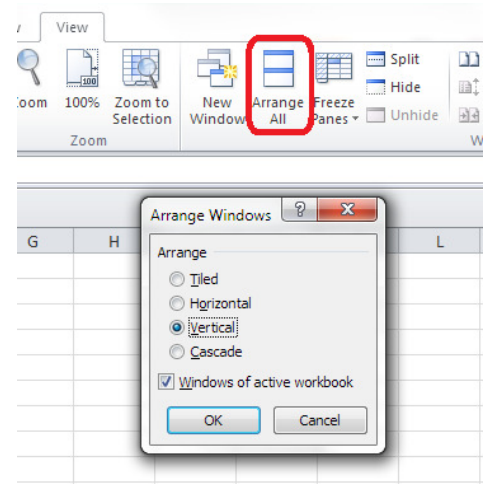 View
Zoom 100% Zoom to Selection
New Window Arrange All Freeze Panes
Split
Hide
Unhide
Zoom
W
Arrange Windows
G H L
Arrange
Tiled
Horizontal
Vertical
Cascade
Windows of active workbook
OK Cancel